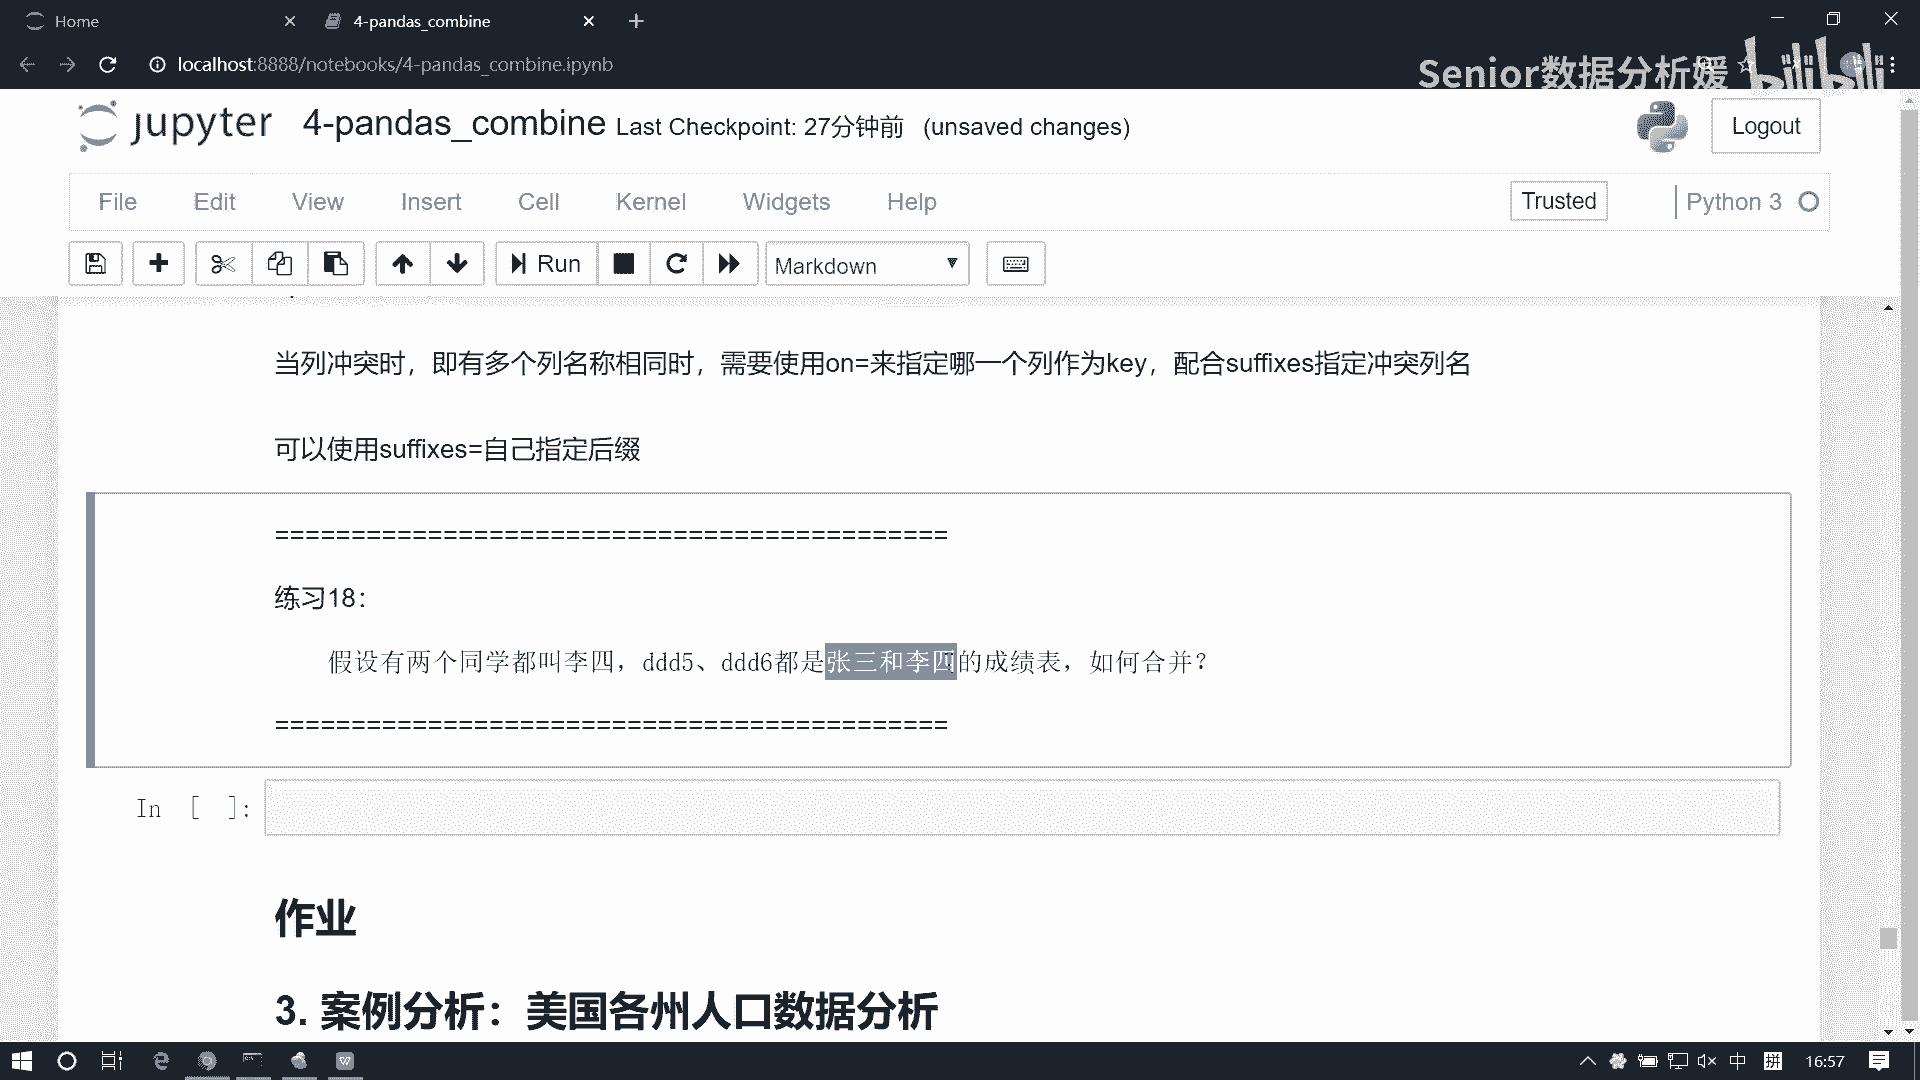 Home
4-pandas_combine
localhost:8888/notebooks/4-pandas_combine.ipynb
Senior数据分析媛 bilibili
jupyter 4-pandas_combine Last Checkpoint: 27分钟前 (unsaved changes)
Logout
File Edit View Insert Cell Kernel Widgets Help
Trusted
Python 3
Run
Markdown
当列冲突时，即有多个列名称相同时，需要使用on=来指定哪一个列作为key，配合suffixes指定冲突列名
可以使用suffixes=自己指定后缀
============================================
练习18：
假设有两个同学都叫李四，ddd5、ddd6都是张三和李四的成绩表，如何合并？
============================================
In [ ]:
作业
3. 案例分析：美国各州人口数据分析
中 拼 16:57